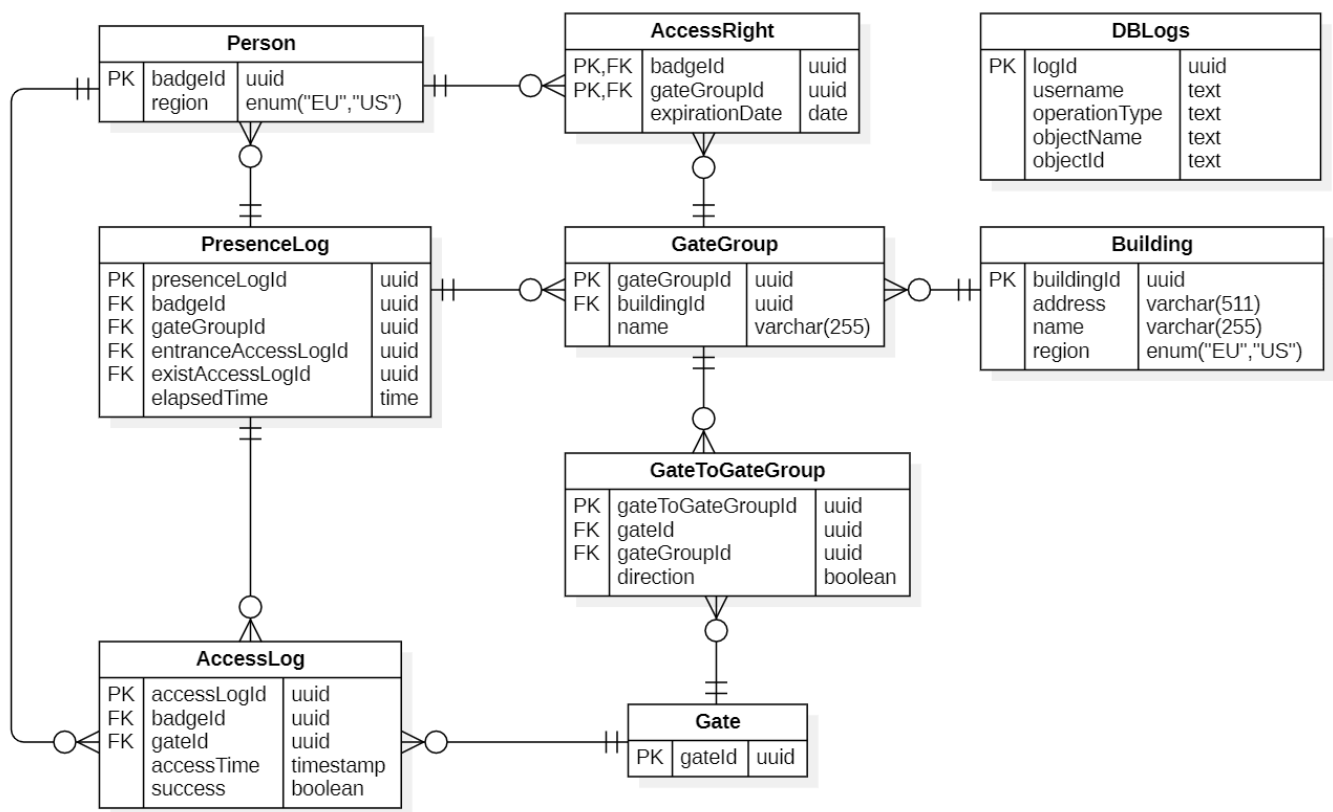 Person
PK badgeId uuid
region enum("EU","US")
AccessRight
PK,FK badgeId uuid
PK,FK gateGroupId uuid
expirationDate date
DBLogs
PK logId uuid
username text
operationType text
objectName text
objectId text
PresenceLog
PK presenceLogId uuid
FK badgeId uuid
FK gateGroupId uuid
FK entranceAccessLogId uuid
FK existAccessLogId uuid
elapsedTime time
GateGroup
PK gateGroupId uuid
FK buildingId uuid
name varchar(255)
Building
PK buildingId uuid
address varchar(511)
name varchar(255)
region enum("EU","US")
GateToGateGroup
PK gateToGateGroupId uuid
FK gateId uuid
FK gateGroupId uuid
direction boolean
AccessLog
PK accessLogId uuid
FK badgeId uuid
FK gateId uuid
accessTime timestamp
success boolean
Gate
PK gateId uuid